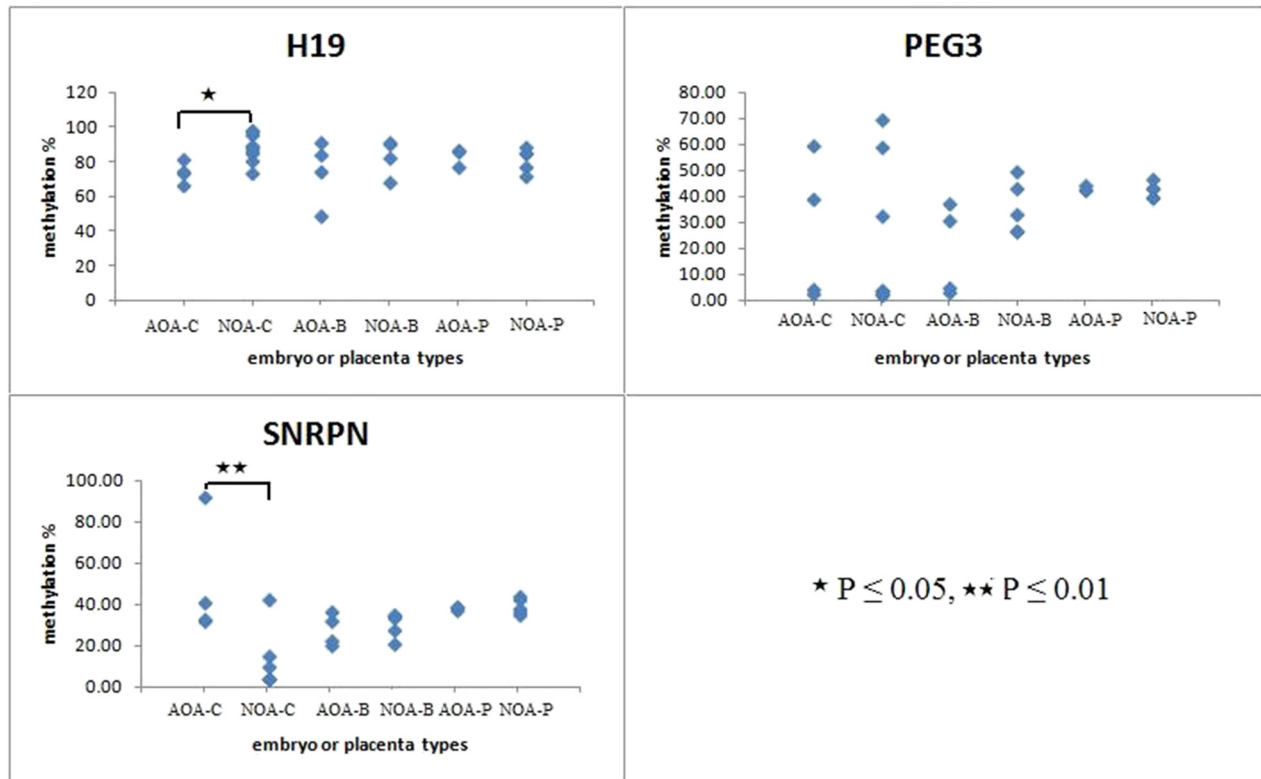 H19
★
120
100
80
60
40
20
0
methylation %
AOA-C NOA-C AOA-B NOA-B AOA-P NOA-P
embryo or placenta types
PEG3
80.00
70.00
60.00
50.00
40.00
30.00
20.00
10.00
0.00
methylation %
AOA-C NOA-C AOA-B NOA-B AOA-P NOA-P
embryo or placenta types
SNRPN
★★
100.00
80.00
60.00
40.00
20.00
0.00
methylation %
AOA-C NOA-C AOA-B NOA-B AOA-P NOA-P
embryo or placenta types
★ P ≤ 0.05, ★★ P ≤ 0.01